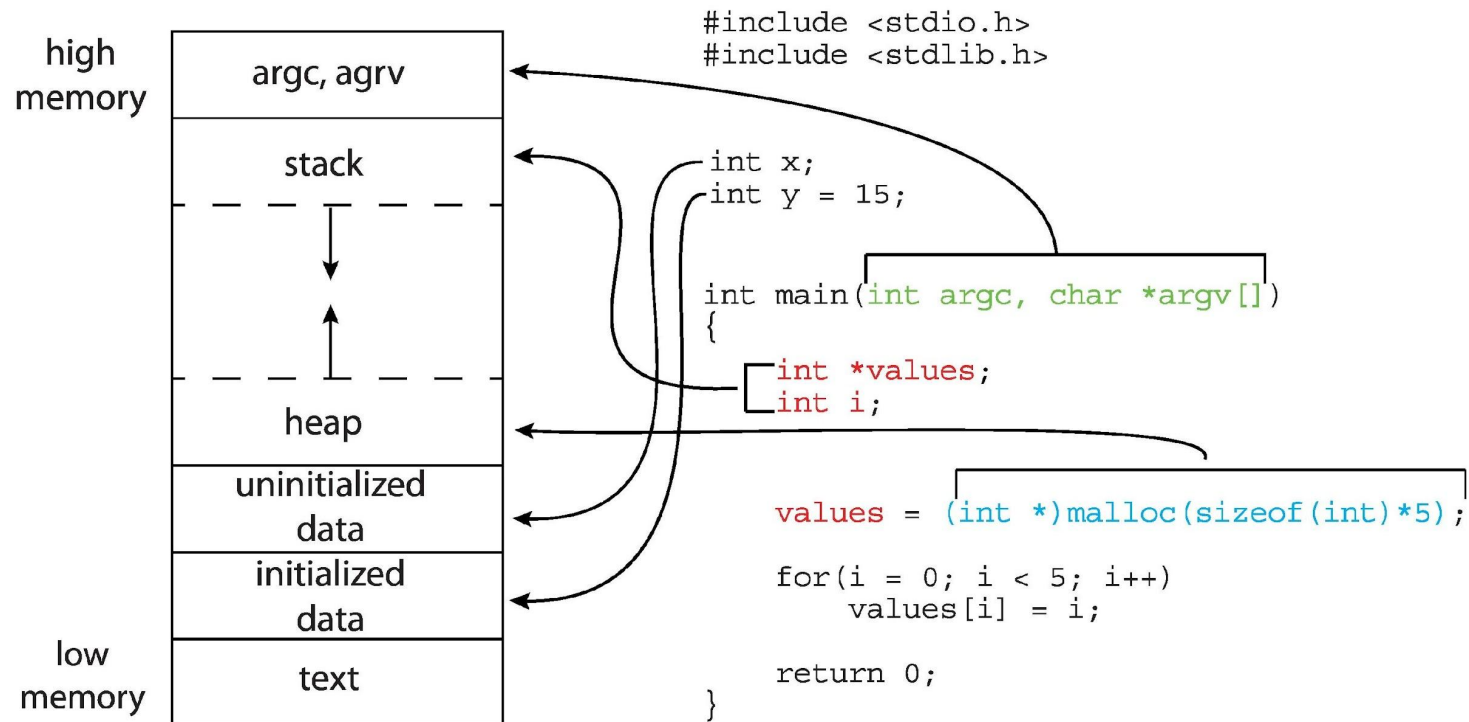 high
memory
argc, agrv
stack
heap
uninitialized
data
initialized
data
low
memory
text
#include <stdio.h>
#include <stdlib.h>
int x;
int y = 15;
int main(int argc, char *argv[])
{
int *values;
int i;
values = (int *)malloc(sizeof(int)*5);
for(i = 0; i < 5; i++)
values[i] = i;
return 0;
}